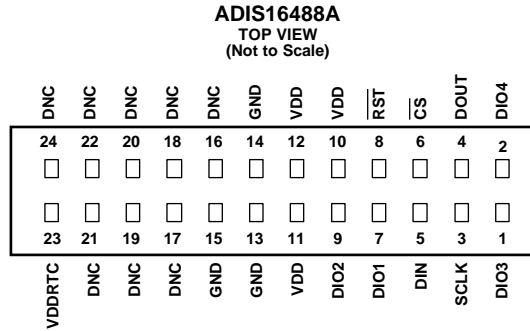 ADIS16488A
TOP VIEW
(Not to Scale)
DNC DNC DNC DNC DNC GND VDD VDD RST CS DOUT DIO4
24 22 20 18 16 14 12 10 8 6 4 2
23 21 19 17 15 13 11 9 7 5 3 1
VDDRTC DNC DNC DNC GND GND VDD DIO2 DIO1 DIN SCLK DIO3